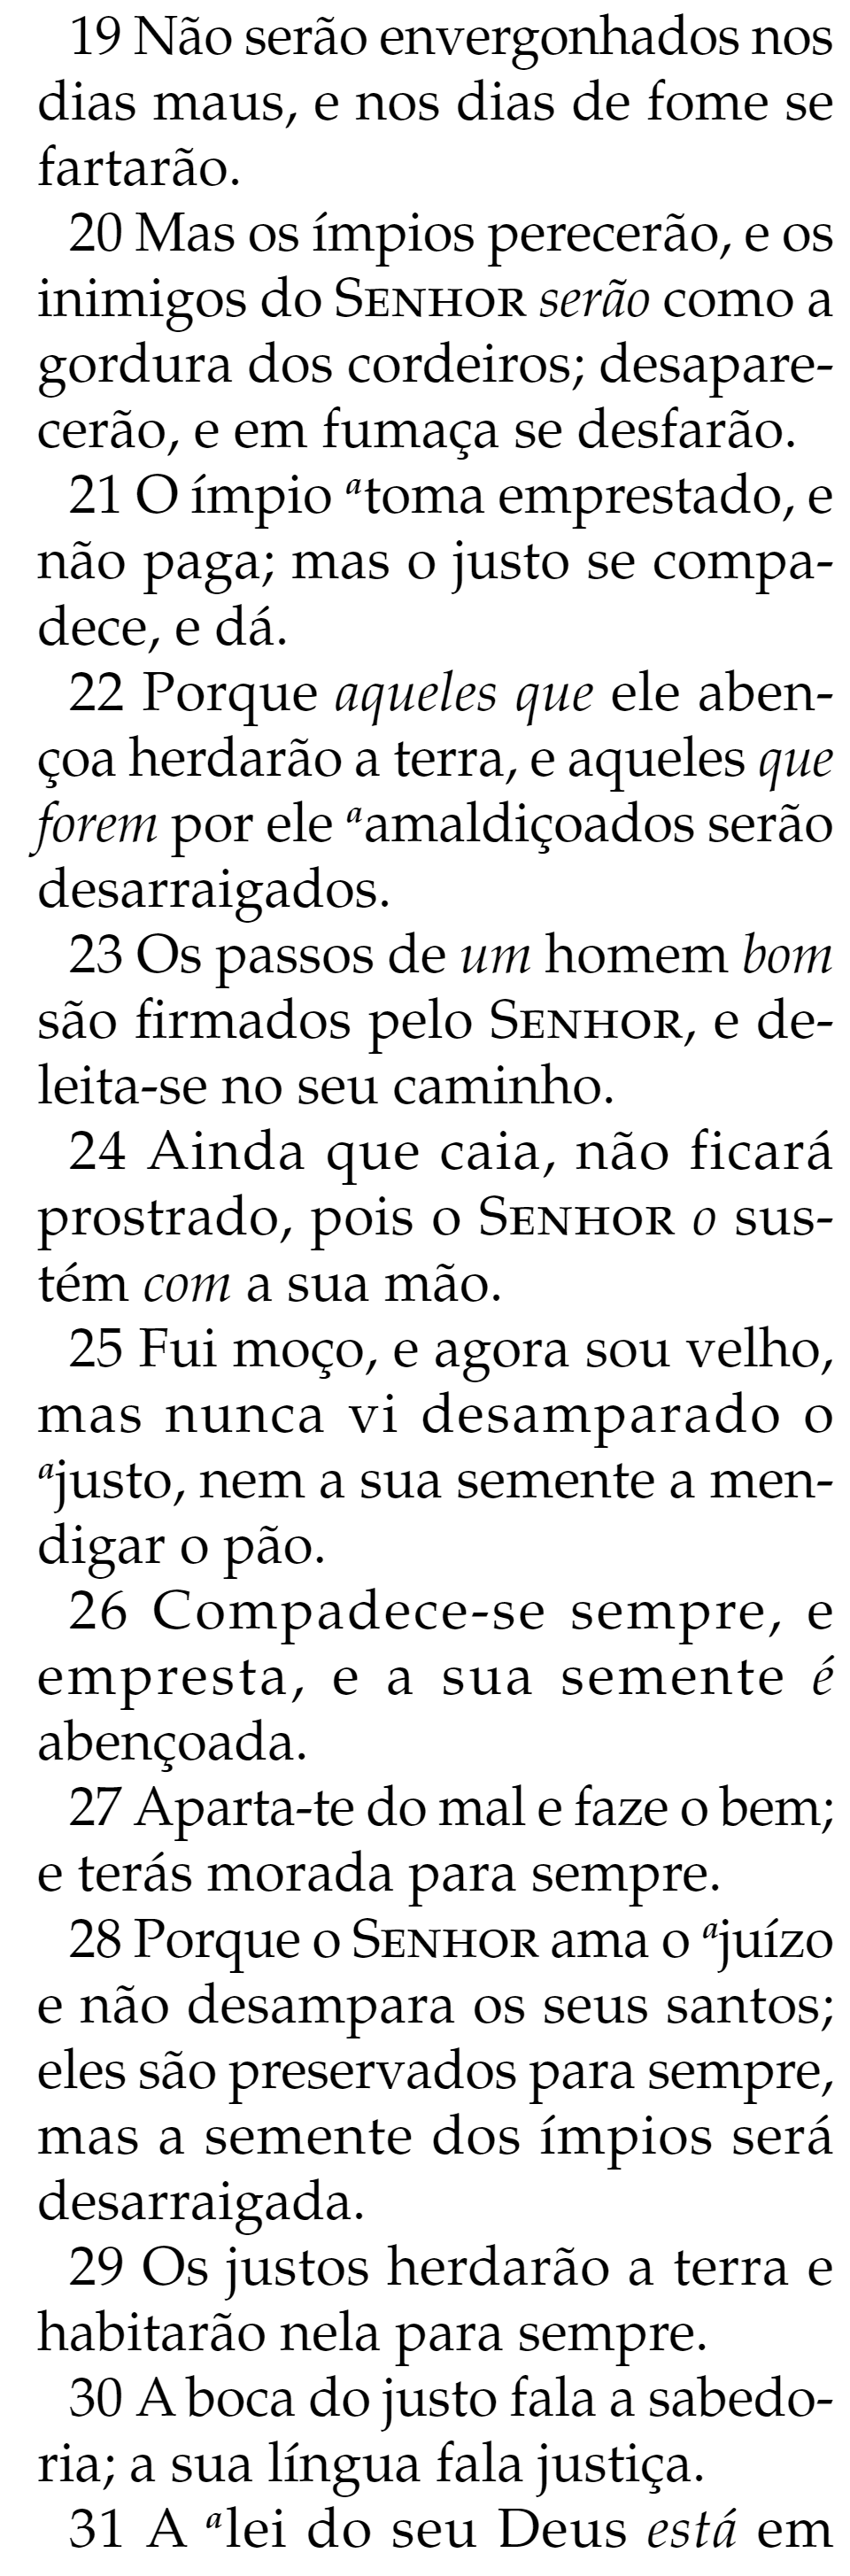 19 Não serão envergonhados nos
dias maus, e nos dias de fome se
fartarão.
20 Mas os ímpios perecerão, e os
inimigos do SENHOR serão como a
gordura dos cordeiros; desapare-
cerão, e em fumaça se desfarão.
21 O ímpio ªtoma emprestado, e
não paga; mas o justo se compa-
dece, e dá.
22 Porque aqueles que ele aben-
çoa herdarão a terra, e aqueles que
forem por ele ªamaldiçoados serão
desarraigados.
23 Os passos de um homem bom
são firmados pelo SENHOR, e de-
leita-se no seu caminho.
24 Ainda que caia, não ficará
prostrado, pois o SENHOR o sus-
tém com a sua mão.
25 Fui moço, e agora sou velho,
mas nunca vi desamparado o
ªjusto, nem a sua semente a men-
digar o pão.
26 Compadece-se sempre, e
empresta, e a sua semente é
abençoada.
27 Aparta-te do mal e faze o bem;
e terás morada para sempre.
28 Porque o SENHOR ama o ªjuízo
e não desampara os seus santos;
eles são preservados para sempre,
mas a semente dos ímpios será
desarraigada.
29 Os justos herdarão a terra e
habitarão nela para sempre.
30 A boca do justo fala a sabedo-
ria; a sua língua fala justiça.
31 A ªlei do seu Deus está em